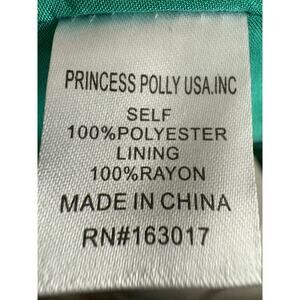 PRINCESS POLLY USA.INC
SELF
100%POLYESTER
LINING
100%RAYON
MADE IN CHINA
RN#163017